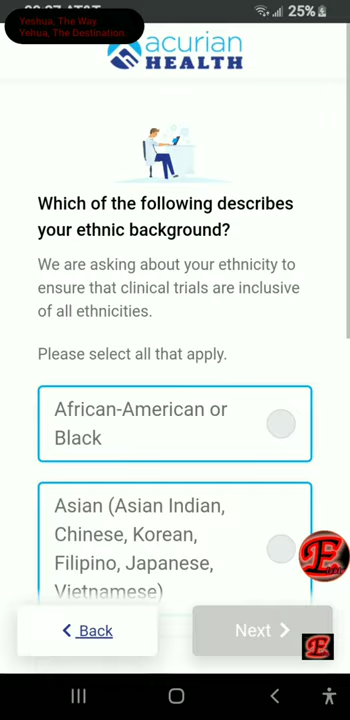 Yeshua, The Way
Yehua, The Destination
25%
acurian
HEALTH
Which of the following describes
your ethnic background?
We are asking about your ethnicity to
ensure that clinical trials are inclusive
of all ethnicities.
Please select all that apply.
African-American or
Black
Asian (Asian Indian,
Chinese, Korean,
Filipino, Japanese,
Vietnamese)
E
Back
Next
E